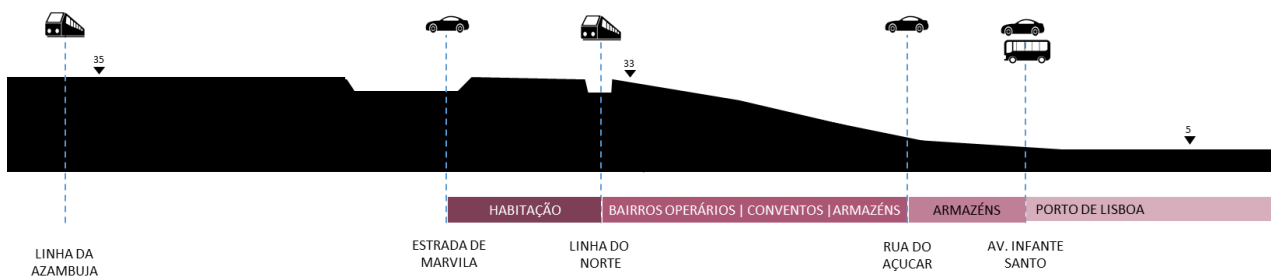 35
33
5
HABITAÇÃO
BAIRROS OPERÁRIOS | CONVENTOS |ARMAZÉNS
ARMAZÉNS
PORTO DE LISBOA
LINHA DA
AZAMBUJA
ESTRADA DE
MARVILA
LINHA DO
NORTE
RUA DO
AÇUCAR
AV. INFANTE
SANTO